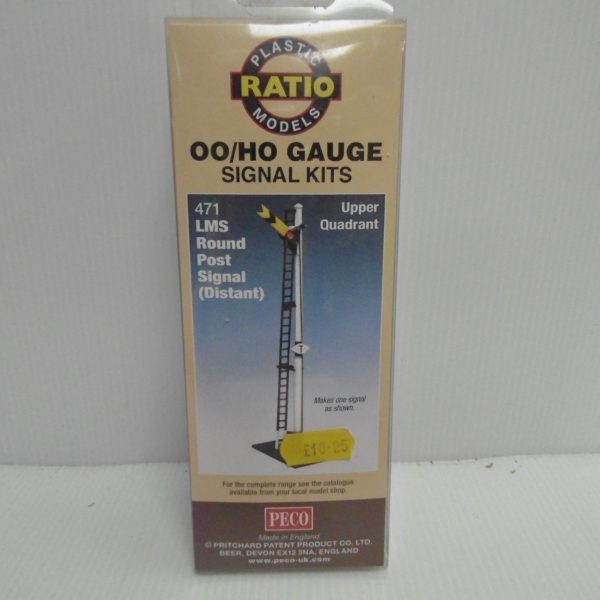 PLASTIC
RATIO
MODELS
OO/HO GAUGE
SIGNAL KITS
471
LMS
Round
Post
Signal
(Distant)
Upper
Quadrant
Makes one signal
as shown.
£10-25
For the complete range see the catalogue
available from your local model shop.
PECO
Made in England
© PRITCHARD PATENT PRODUCT CO. LTD.
BEER, DEVON EX12 3NA, ENGLAND
www.peco-uk.com